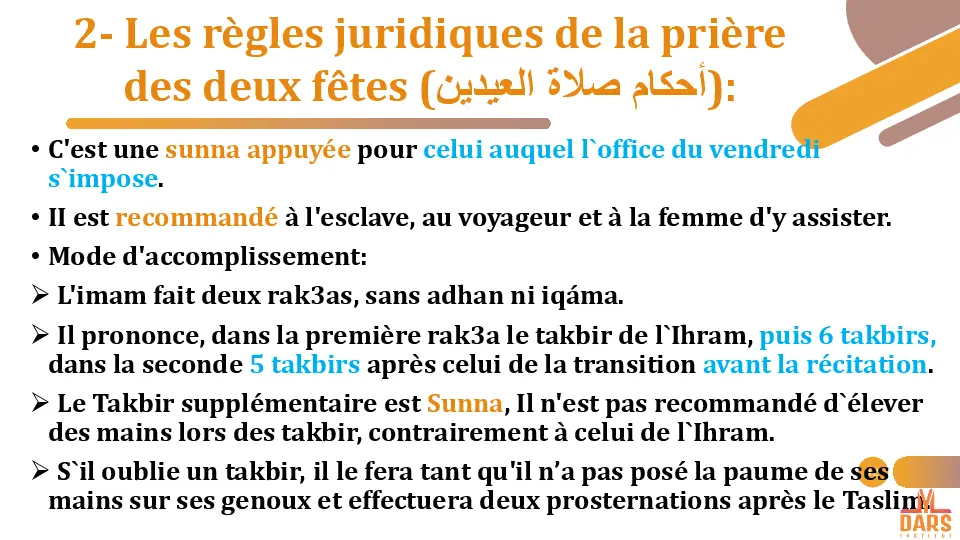 2- Les règles juridiques de la prière
des deux fêtes (أحكام صلاة العيدين):
• C'est une sunna appuyée pour celui auquel l`office du vendredi
s`impose.
• II est recommandé à l'esclave, au voyageur et à la femme d'y assister.
• Mode d'accomplissement:
➢ L'imam fait deux rak3as, sans adhan ni iqáma.
➢ Il prononce, dans la première rak3a le takbir de l`Ihram, puis 6 takbirs,
dans la seconde 5 takbirs après celui de la transition avant la récitation.
➢ Le Takbir supplémentaire est Sunna, Il n'est pas recommandé d`élever
des mains lors des takbir, contrairement à celui de l`Ihram.
➢ S`il oublie un takbir, il le fera tant qu'il n’a pas posé la paume de ses
mains sur ses genoux et effectuera deux prosternations après le Taslim.
DARS
INSTITUT